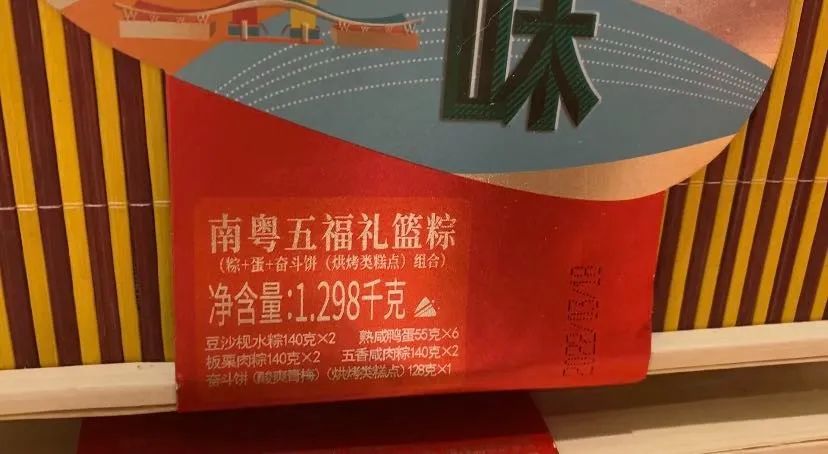 味
南粤五福礼篮粽
(粽+蛋+奋斗饼 (烘烤类糕点) 组合)
净含量:1.298千克
豆沙枧水粽140克×2 熟咸鸭蛋55克×6
板栗肉粽140克×2 五香咸肉粽140克×2
奋斗饼 (酸爽青梅) (烘烤类糕点) 128克×1
2022/03/18